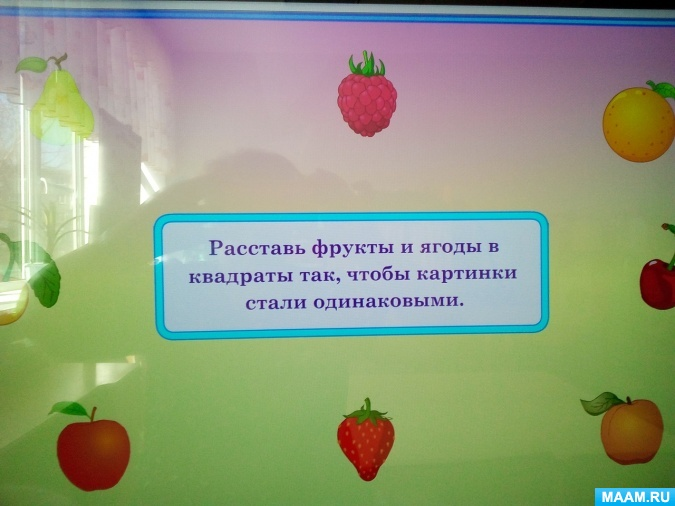 Расставь фрукты и ягоды в
квадраты так, чтобы картинки
стали одинаковыми.
MAAM.RU